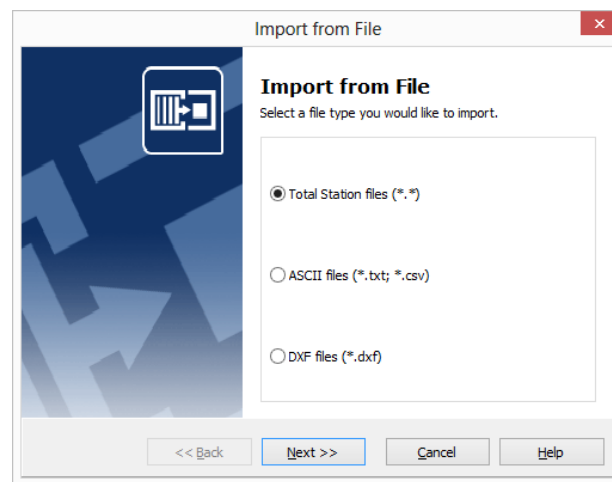 Import from File
Import from File
Select a file type you would like to import.
Total Station files (*.*)
ASCII files (*.txt; *.csv)
DXF files (*.dxf)
<< Back Next >> Cancel Help